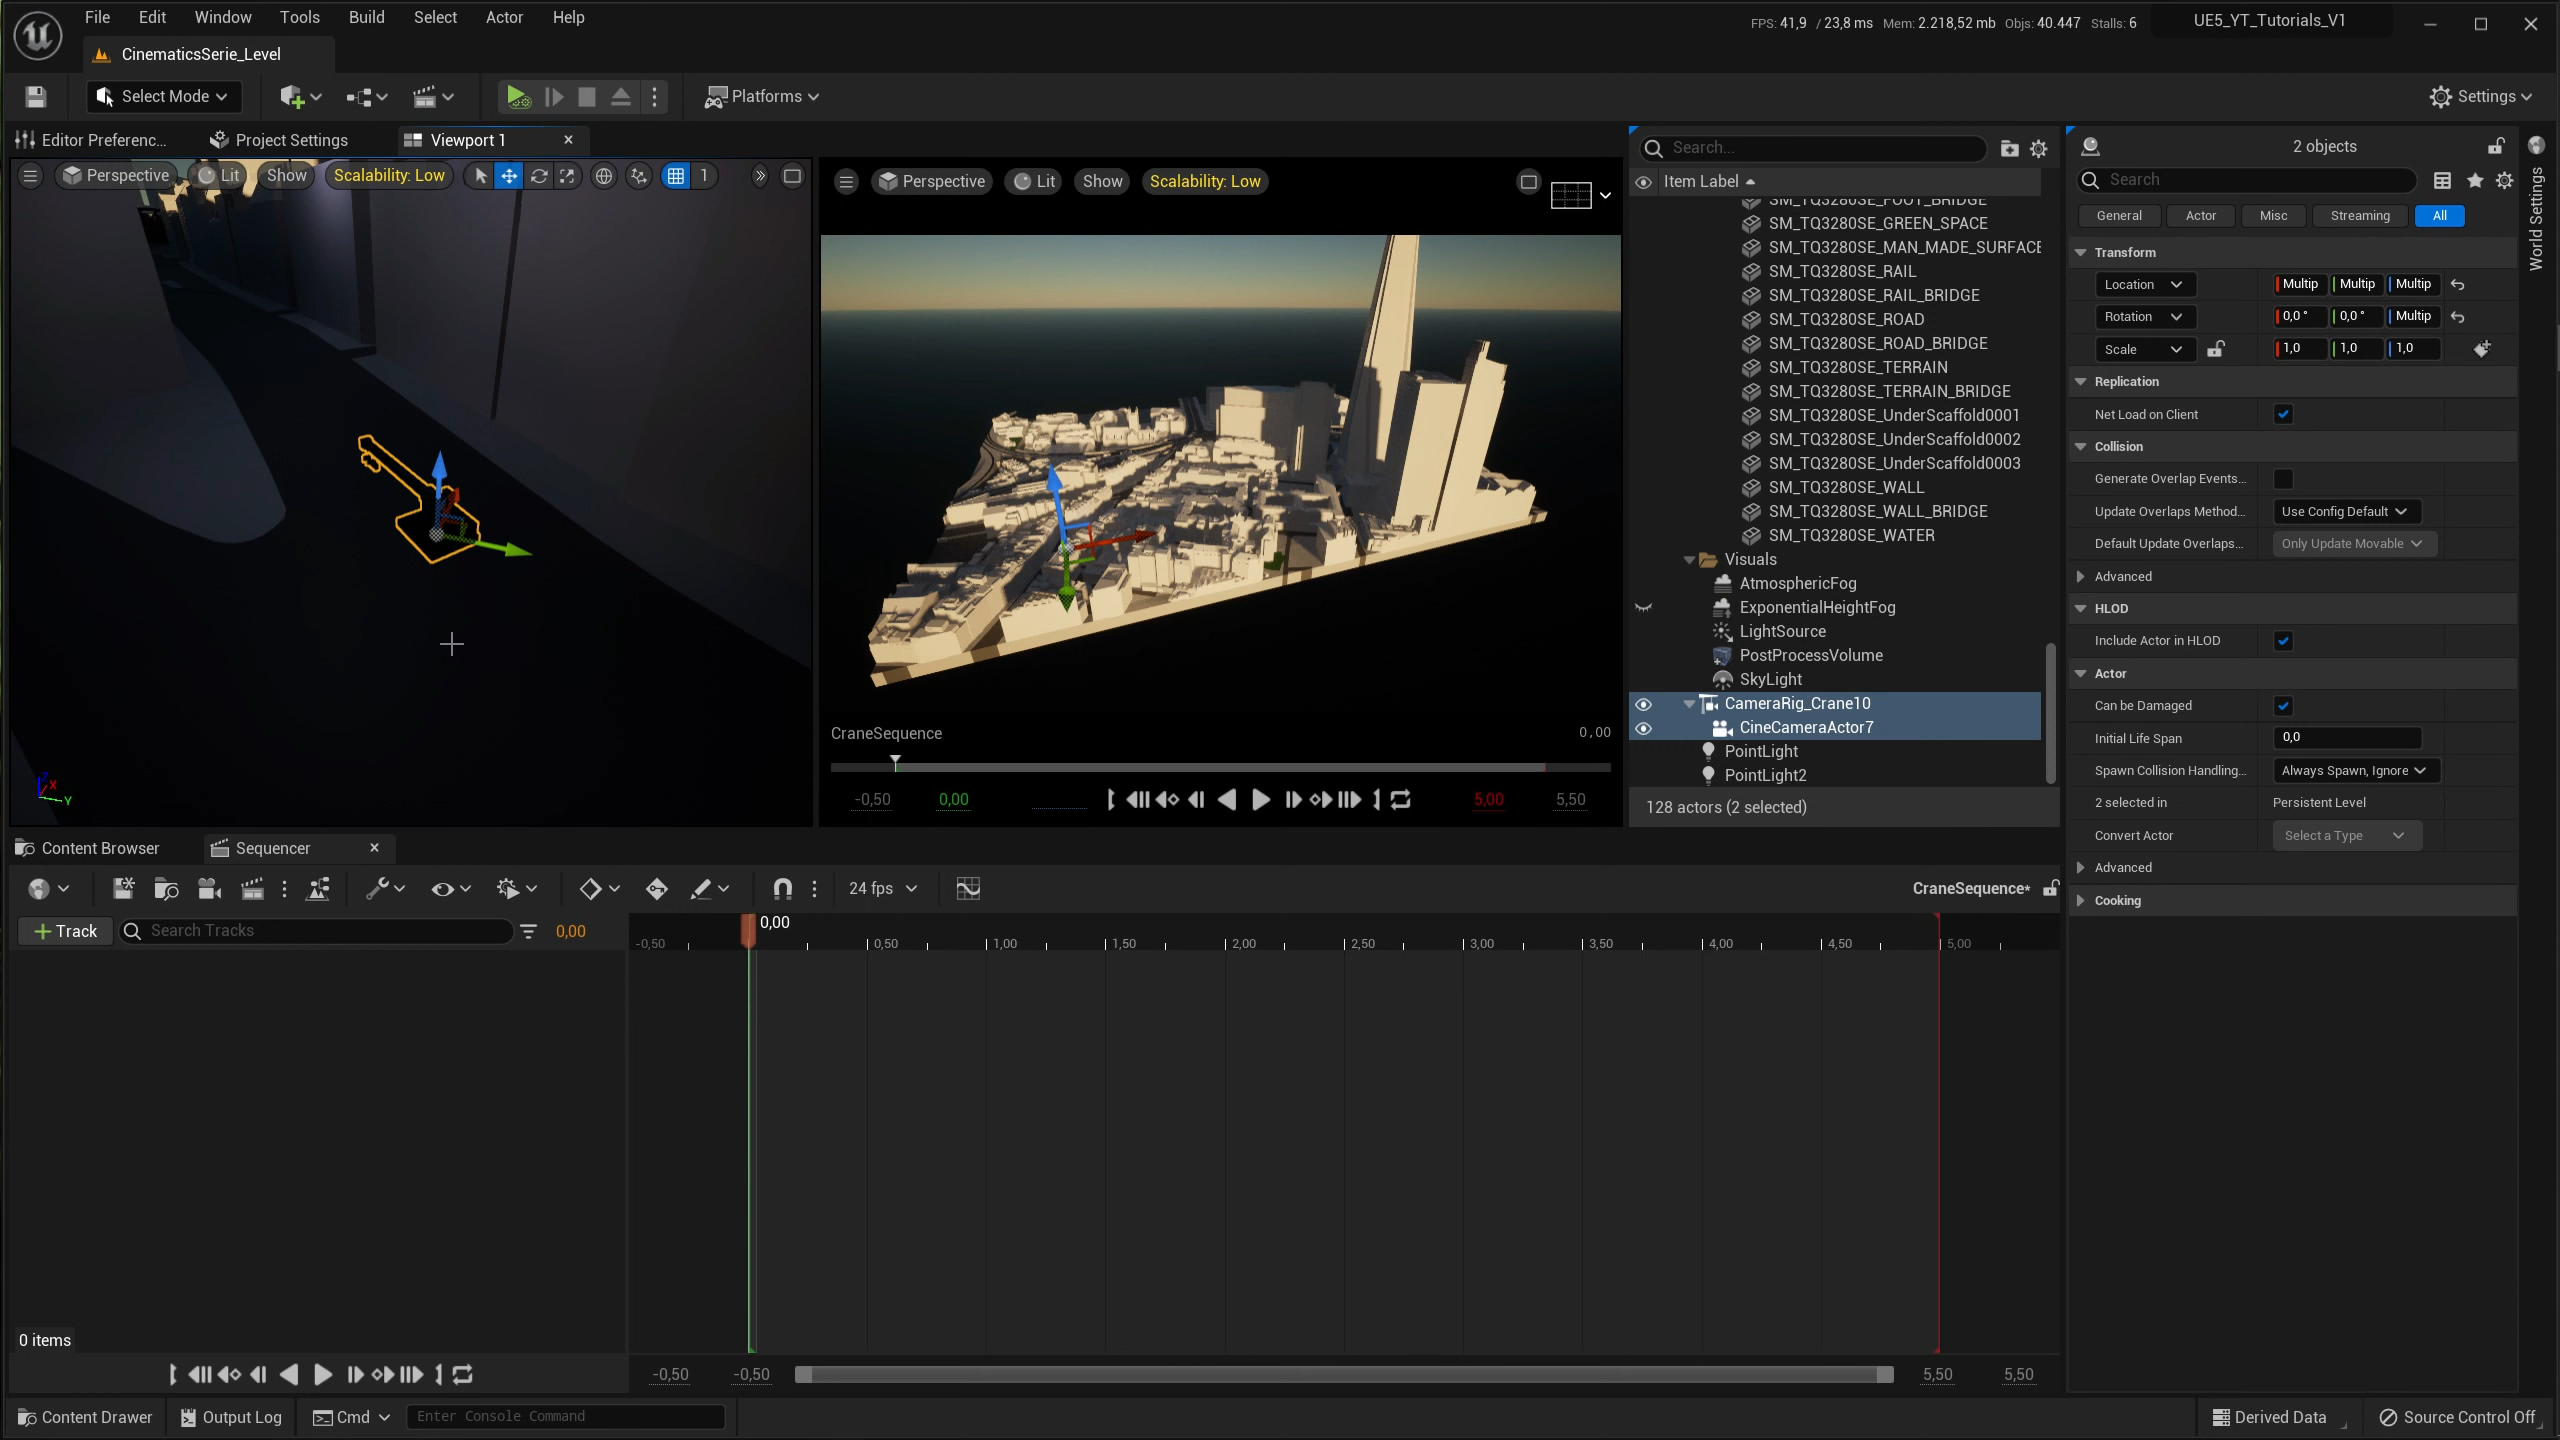 File Edit Window Tools Build Select Actor Help
FPS: 41,9 / 23,8 ms Mem: 2.218,52 mb Objs: 40.447 Stalls: 6
UE5_YT_Tutorials_V1
CinematicsSerie_Level
Select Mode
Platforms
Settings
Editor Preferenc...
Project Settings
Viewport 1
Perspective
Lit
Show
Scalability: Low
1
Perspective
Lit
Show
Scalability: Low
CraneSequence
0,00
-0,50
0,00
5,00
5,50
Search...
Item Label
SM_TQ3280SE_FOOT_BRIDGE
SM_TQ3280SE_GREEN_SPACE
SM_TQ3280SE_MAN_MADE_SURFACE
SM_TQ3280SE_RAIL
SM_TQ3280SE_RAIL_BRIDGE
SM_TQ3280SE_ROAD
SM_TQ3280SE_ROAD_BRIDGE
SM_TQ3280SE_TERRAIN
SM_TQ3280SE_TERRAIN_BRIDGE
SM_TQ3280SE_UnderScaffold0001
SM_TQ3280SE_UnderScaffold0002
SM_TQ3280SE_UnderScaffold0003
SM_TQ3280SE_WALL
SM_TQ3280SE_WALL_BRIDGE
SM_TQ3280SE_WATER
Visuals
AtmosphericFog
ExponentialHeightFog
LightSource
PostProcessVolume
SkyLight
CameraRig_Crane10
CineCameraActor7
PointLight
PointLight2
128 actors (2 selected)
2 objects
Search
General Actor Misc Streaming All
Transform
Location Multip Multip Multip
Rotation 0,0 ° 0,0 ° Multip
Scale 1,0 1,0 1,0
Replication
Net Load on Client
Collision
Generate Overlap Events...
Update Overlaps Method... Use Config Default
Default Update Overlaps... Only Update Movable
Advanced
HLOD
Include Actor in HLOD
Actor
Can be Damaged
Initial Life Span 0,0
Spawn Collision Handling... Always Spawn, Ignore
2 selected in Persistent Level
Convert Actor Select a Type
Advanced
Cooking
World Settings
Z X Y
Content Browser
Sequencer
24 fps
CraneSequence*
Track
Search Tracks
0,00
0,00
-0,50 0,50 1,00 1,50 2,00 2,50 3,00 3,50 4,00 4,50 5,00
0 items
-0,50 -0,50 5,50 5,50
Content Drawer
Output Log
Cmd
Enter Console Command
Derived Data
Source Control Off